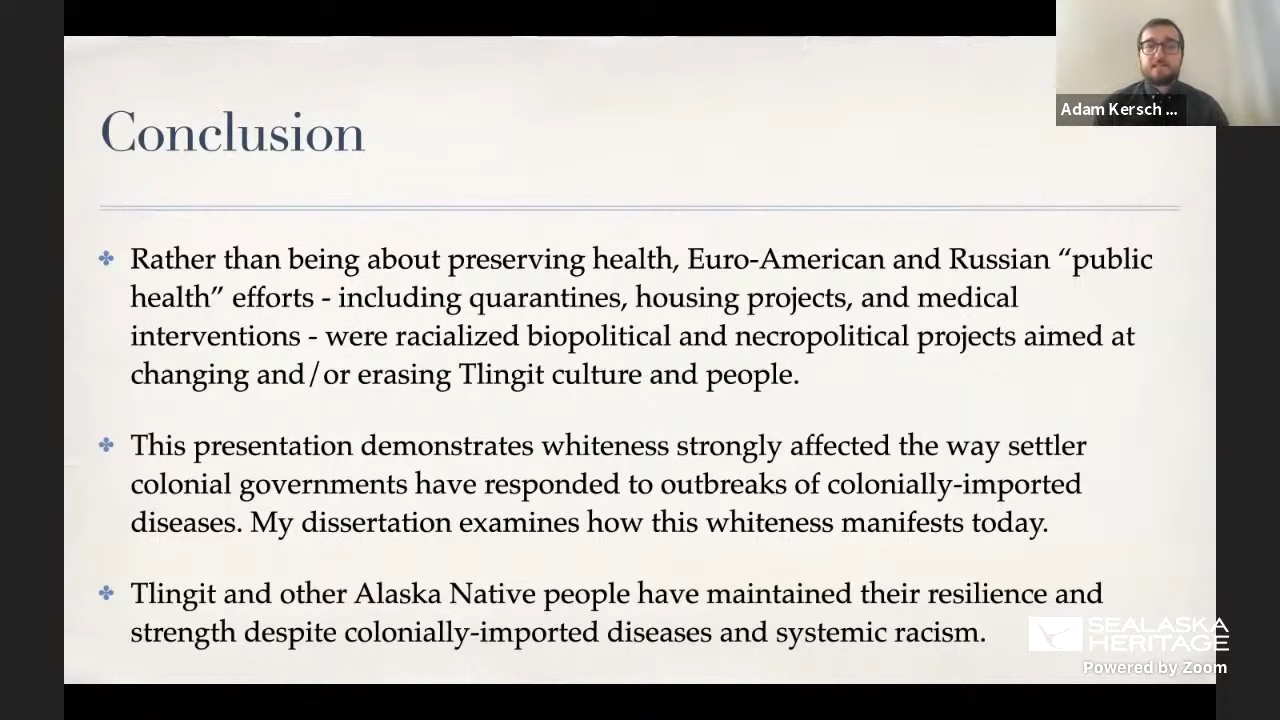 Adam Kersch ...
Conclusion
Rather than being about preserving health, Euro-American and Russian “public
health” efforts - including quarantines, housing projects, and medical
interventions - were racialized biopolitical and necropolitical projects aimed at
changing and/or erasing Tlingit culture and people.
This presentation demonstrates whiteness strongly affected the way settler
colonial governments have responded to outbreaks of colonially-imported
diseases. My dissertation examines how this whiteness manifests today.
Tlingit and other Alaska Native people have maintained their resilience and
strength despite colonially-imported diseases and systemic racism.
SEALASKA
HERITAGE
Powered by Zoom